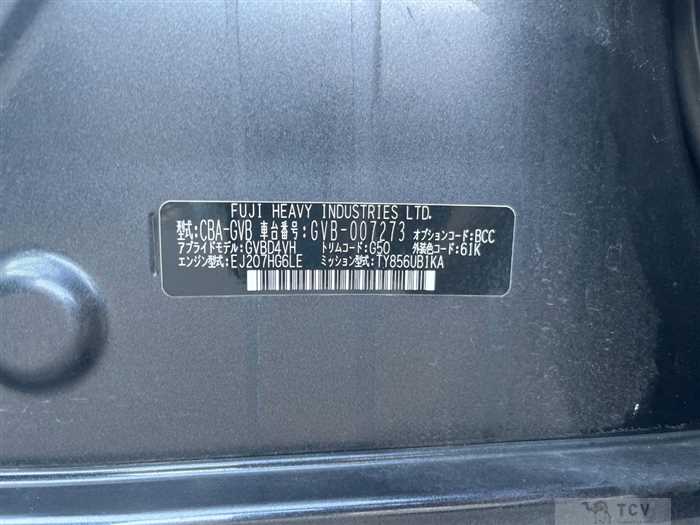 FUJI HEAVY INDUSTRIES LTD.
型式:CBA-GVB 車台番号:GVB-007273 オプションコード:BCC
アプライドモデル:GVBD4VH トリムコード:G50 外装色コード:61K
エンジン型式:EJ207HG6LE ミッション型式:TY856UB1KA
TCV